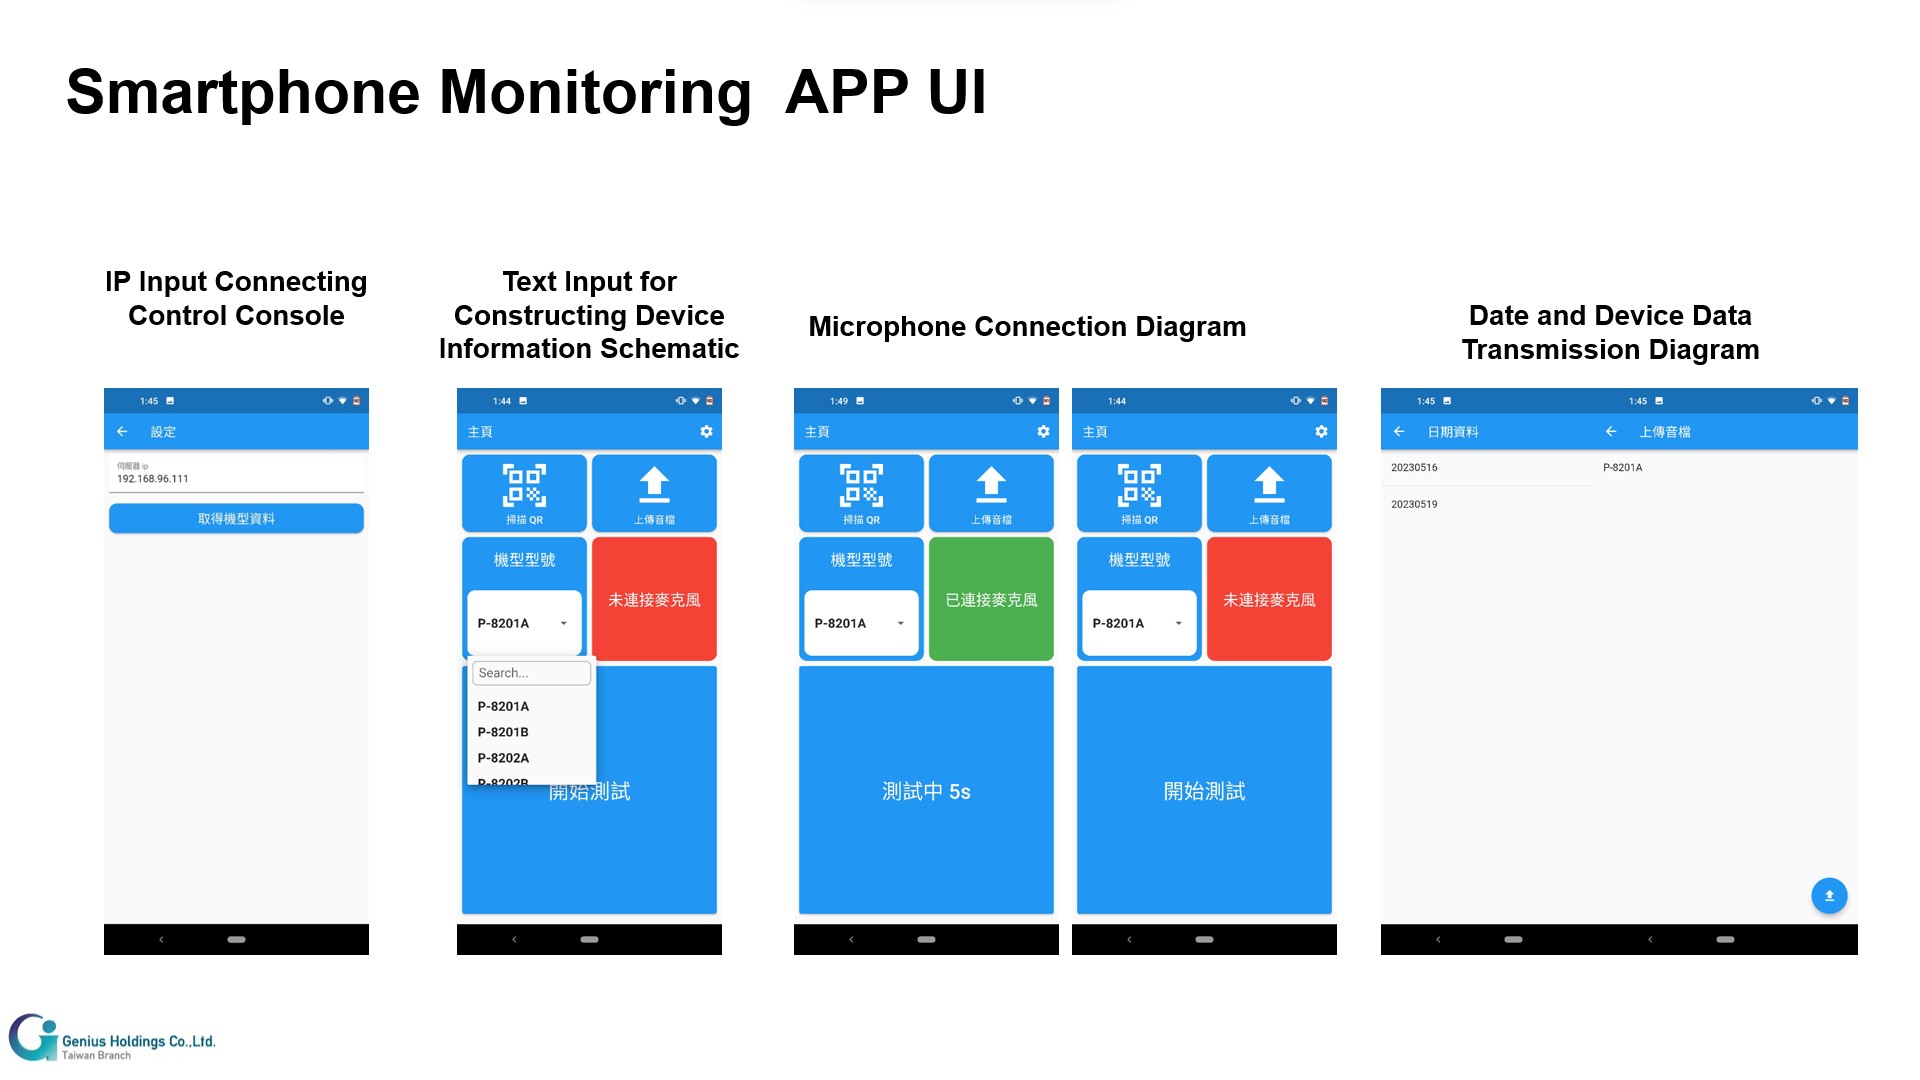 Smartphone Monitoring  APP UI
IP Input Connecting
Control Console
1:45
設定
伺服器 ip
192.168.96.111
取得機型資料
Text Input for
Constructing Device
Information Schematic
1:44
主頁
掃描 QR
上傳音檔
機型型號
未連接麥克風
P-8201A
Search...
P-8201A
P-8201B
P-8202A
P-8202B
開始測試
Microphone Connection Diagram
1:49
主頁
掃描 QR
上傳音檔
機型型號
已連接麥克風
P-8201A
測試中 5s
1:44
主頁
掃描 QR
上傳音檔
機型型號
未連接麥克風
P-8201A
開始測試
Date and Device Data
Transmission Diagram
1:45
日期資料
20230516
20230519
1:45
上傳音檔
P-8201A
Genius Holdings Co.,Ltd.
Taiwan Branch